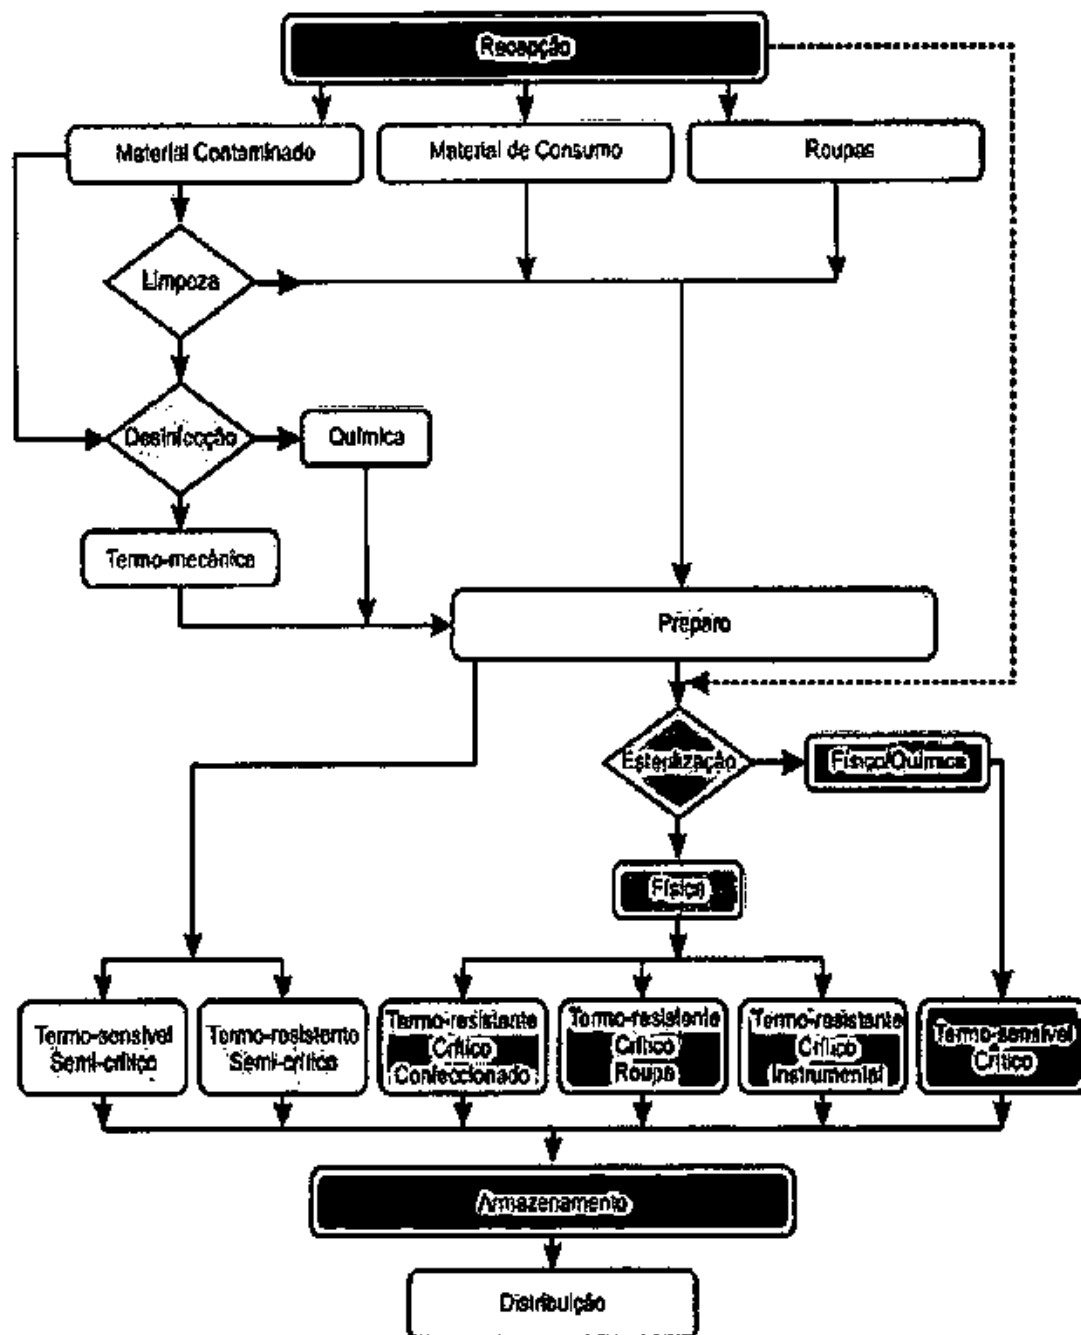 Recepção
Material Contaminado
Material de Consumo
Roupas
Limpeza
Desinfecção
Química
Termo-mecânica
Preparo
Esterilização
Físico/Química
Física
Termo-sensível
Semi-crítico
Termo-resistente
Semi-crítico
Termo-resistente
Crítico
Confeccionado
Termo-resistente
Crítico
Roupa
Termo-resistente
Crítico
Instrumental
Termo-sensível
Crítico
Armazenamento
Distribuição